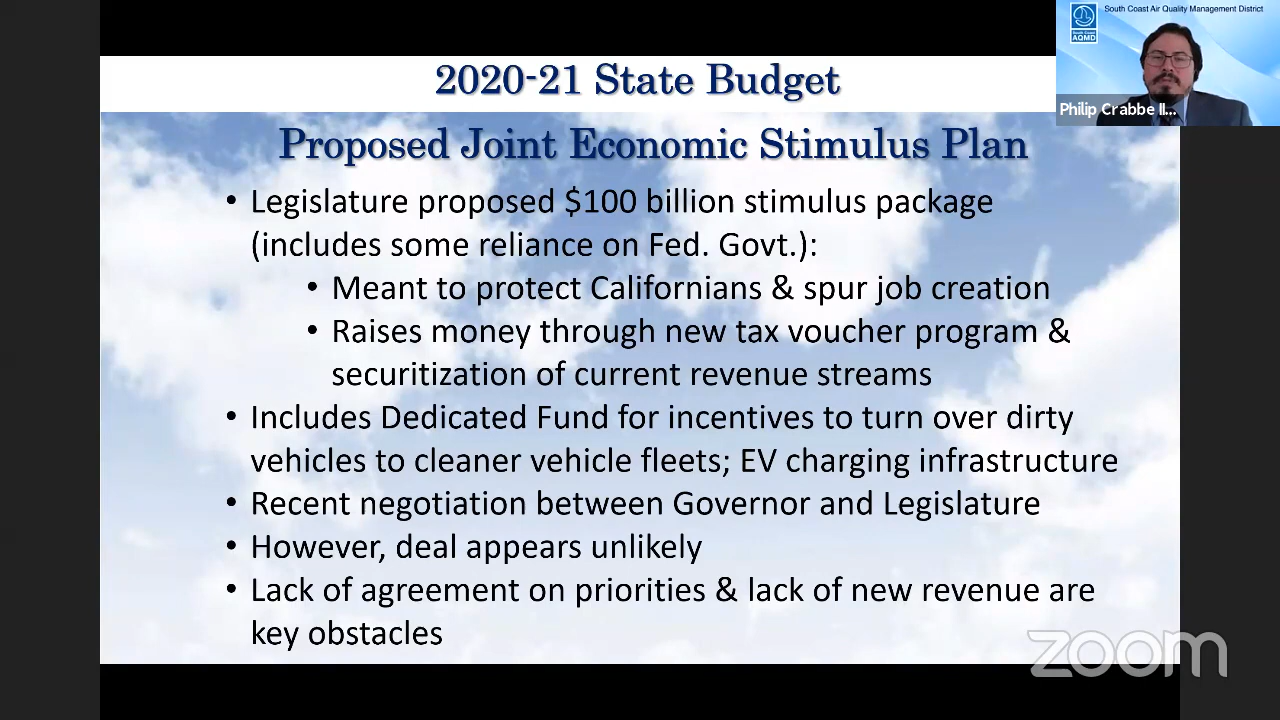 South Coast Air Quality Management District
South Coast
AQMD
Philip Crabbe II...
2020-21 State Budget
Proposed Joint Economic Stimulus Plan
• Legislature proposed $100 billion stimulus package
(includes some reliance on Fed. Govt.):
• Meant to protect Californians & spur job creation
• Raises money through new tax voucher program &
securitization of current revenue streams
• Includes Dedicated Fund for incentives to turn over dirty
vehicles to cleaner vehicle fleets; EV charging infrastructure
• Recent negotiation between Governor and Legislature
• However, deal appears unlikely
• Lack of agreement on priorities & lack of new revenue are
key obstacles
zoom